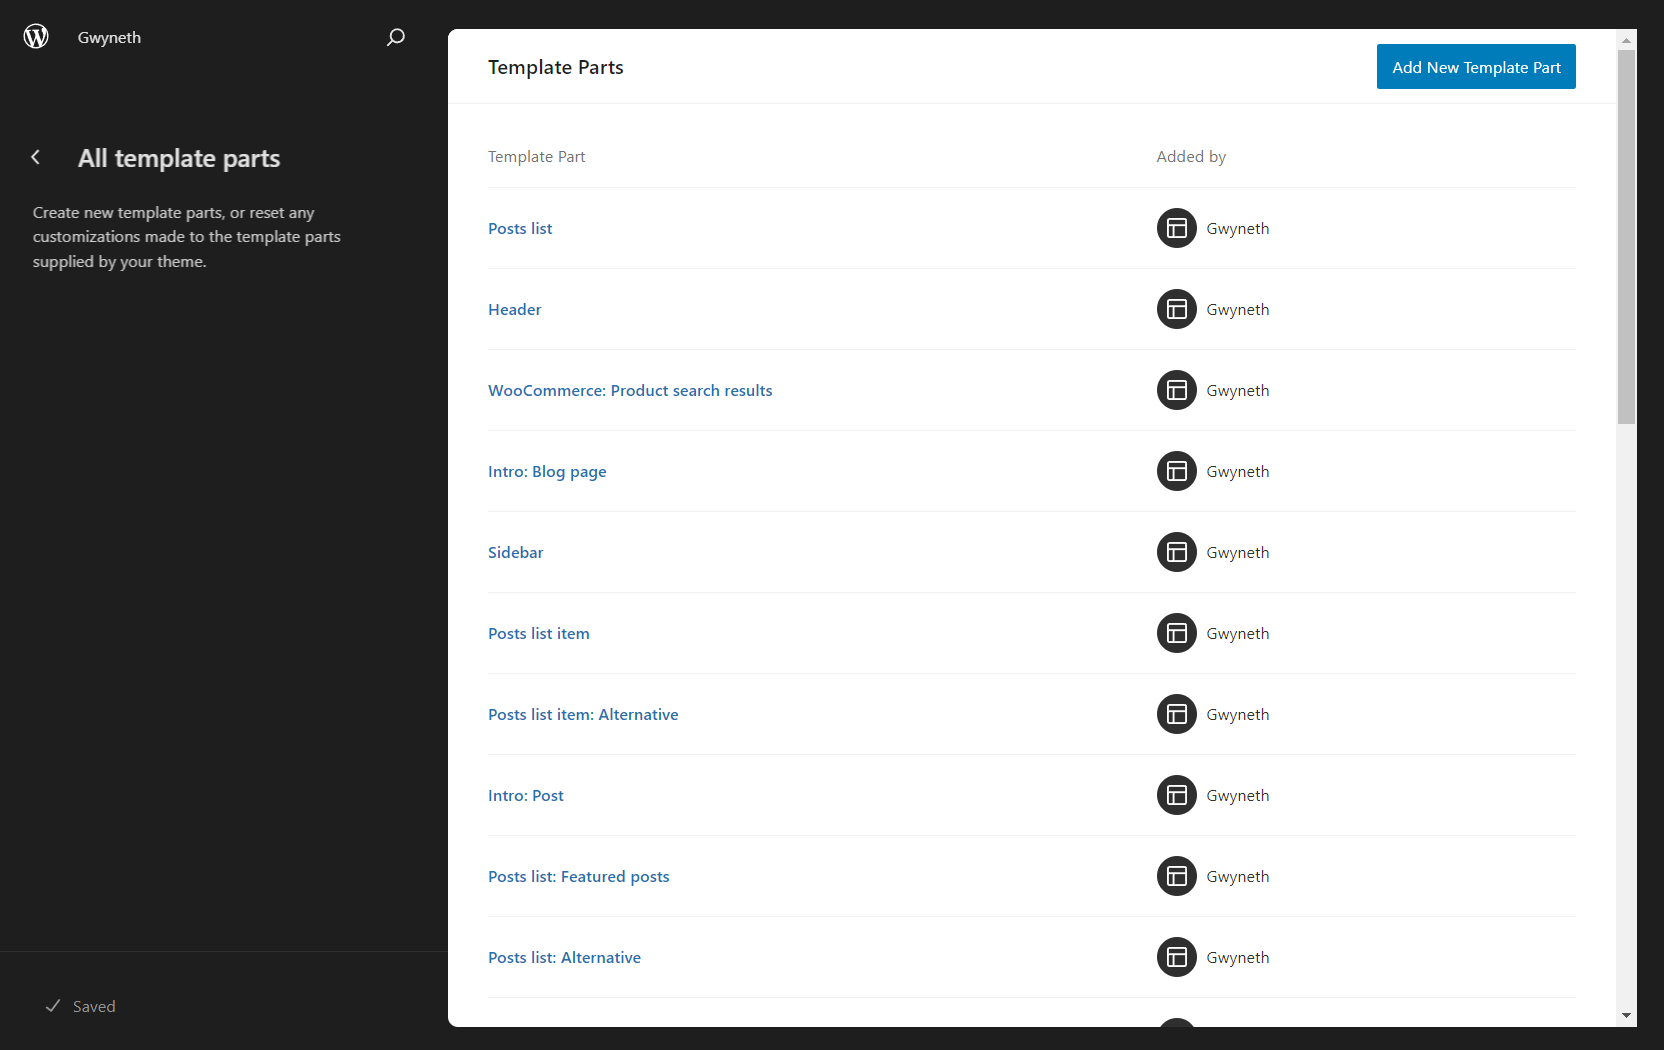 Gwyneth
All template parts
Create new template parts, or reset any
customizations made to the template parts
supplied by your theme.
Saved
Template Parts
Add New Template Part
Template Part Added by
Posts list Gwyneth
Header Gwyneth
WooCommerce: Product search results Gwyneth
Intro: Blog page Gwyneth
Sidebar Gwyneth
Posts list item Gwyneth
Posts list item: Alternative Gwyneth
Intro: Post Gwyneth
Posts list: Featured posts Gwyneth
Posts list: Alternative Gwyneth